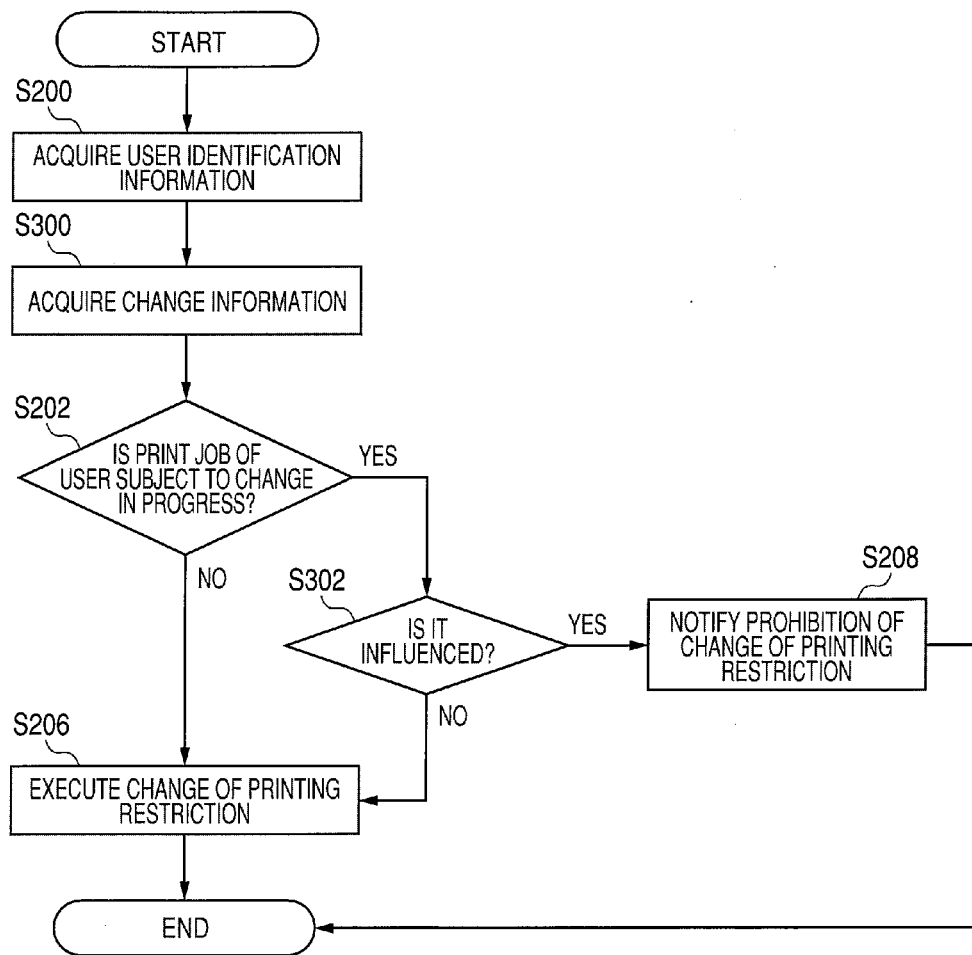 START
S200
ACQUIRE USER IDENTIFICATION
INFORMATION
S300
ACQUIRE CHANGE INFORMATION
S202
IS PRINT JOB OF
USER SUBJECT TO CHANGE
IN PROGRESS?
YES
NO
S302
IS IT
INFLUENCED?
YES
NO
S208
NOTIFY PROHIBITION OF
CHANGE OF PRINTING
RESTRICTION
S206
EXECUTE CHANGE OF PRINTING
RESTRICTION
END